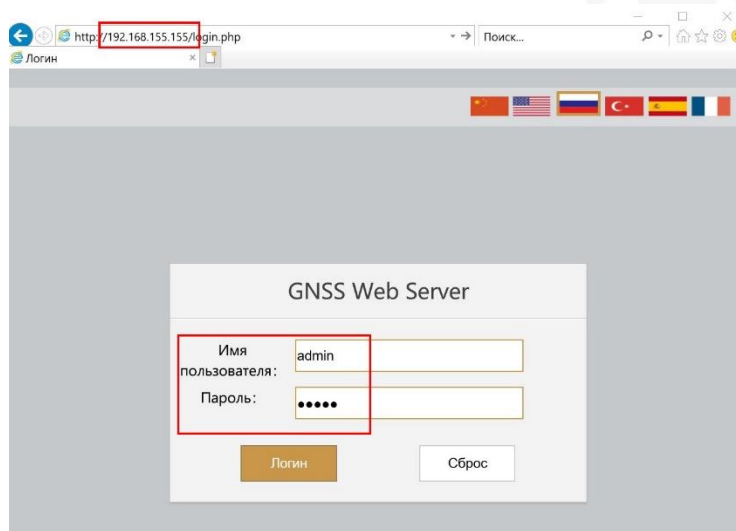 http://192.168.155.155/login.php
Поиск...
Логин
GNSS Web Server
Имя
пользователя:
admin
Пароль:
•••••
Логин
Сброс